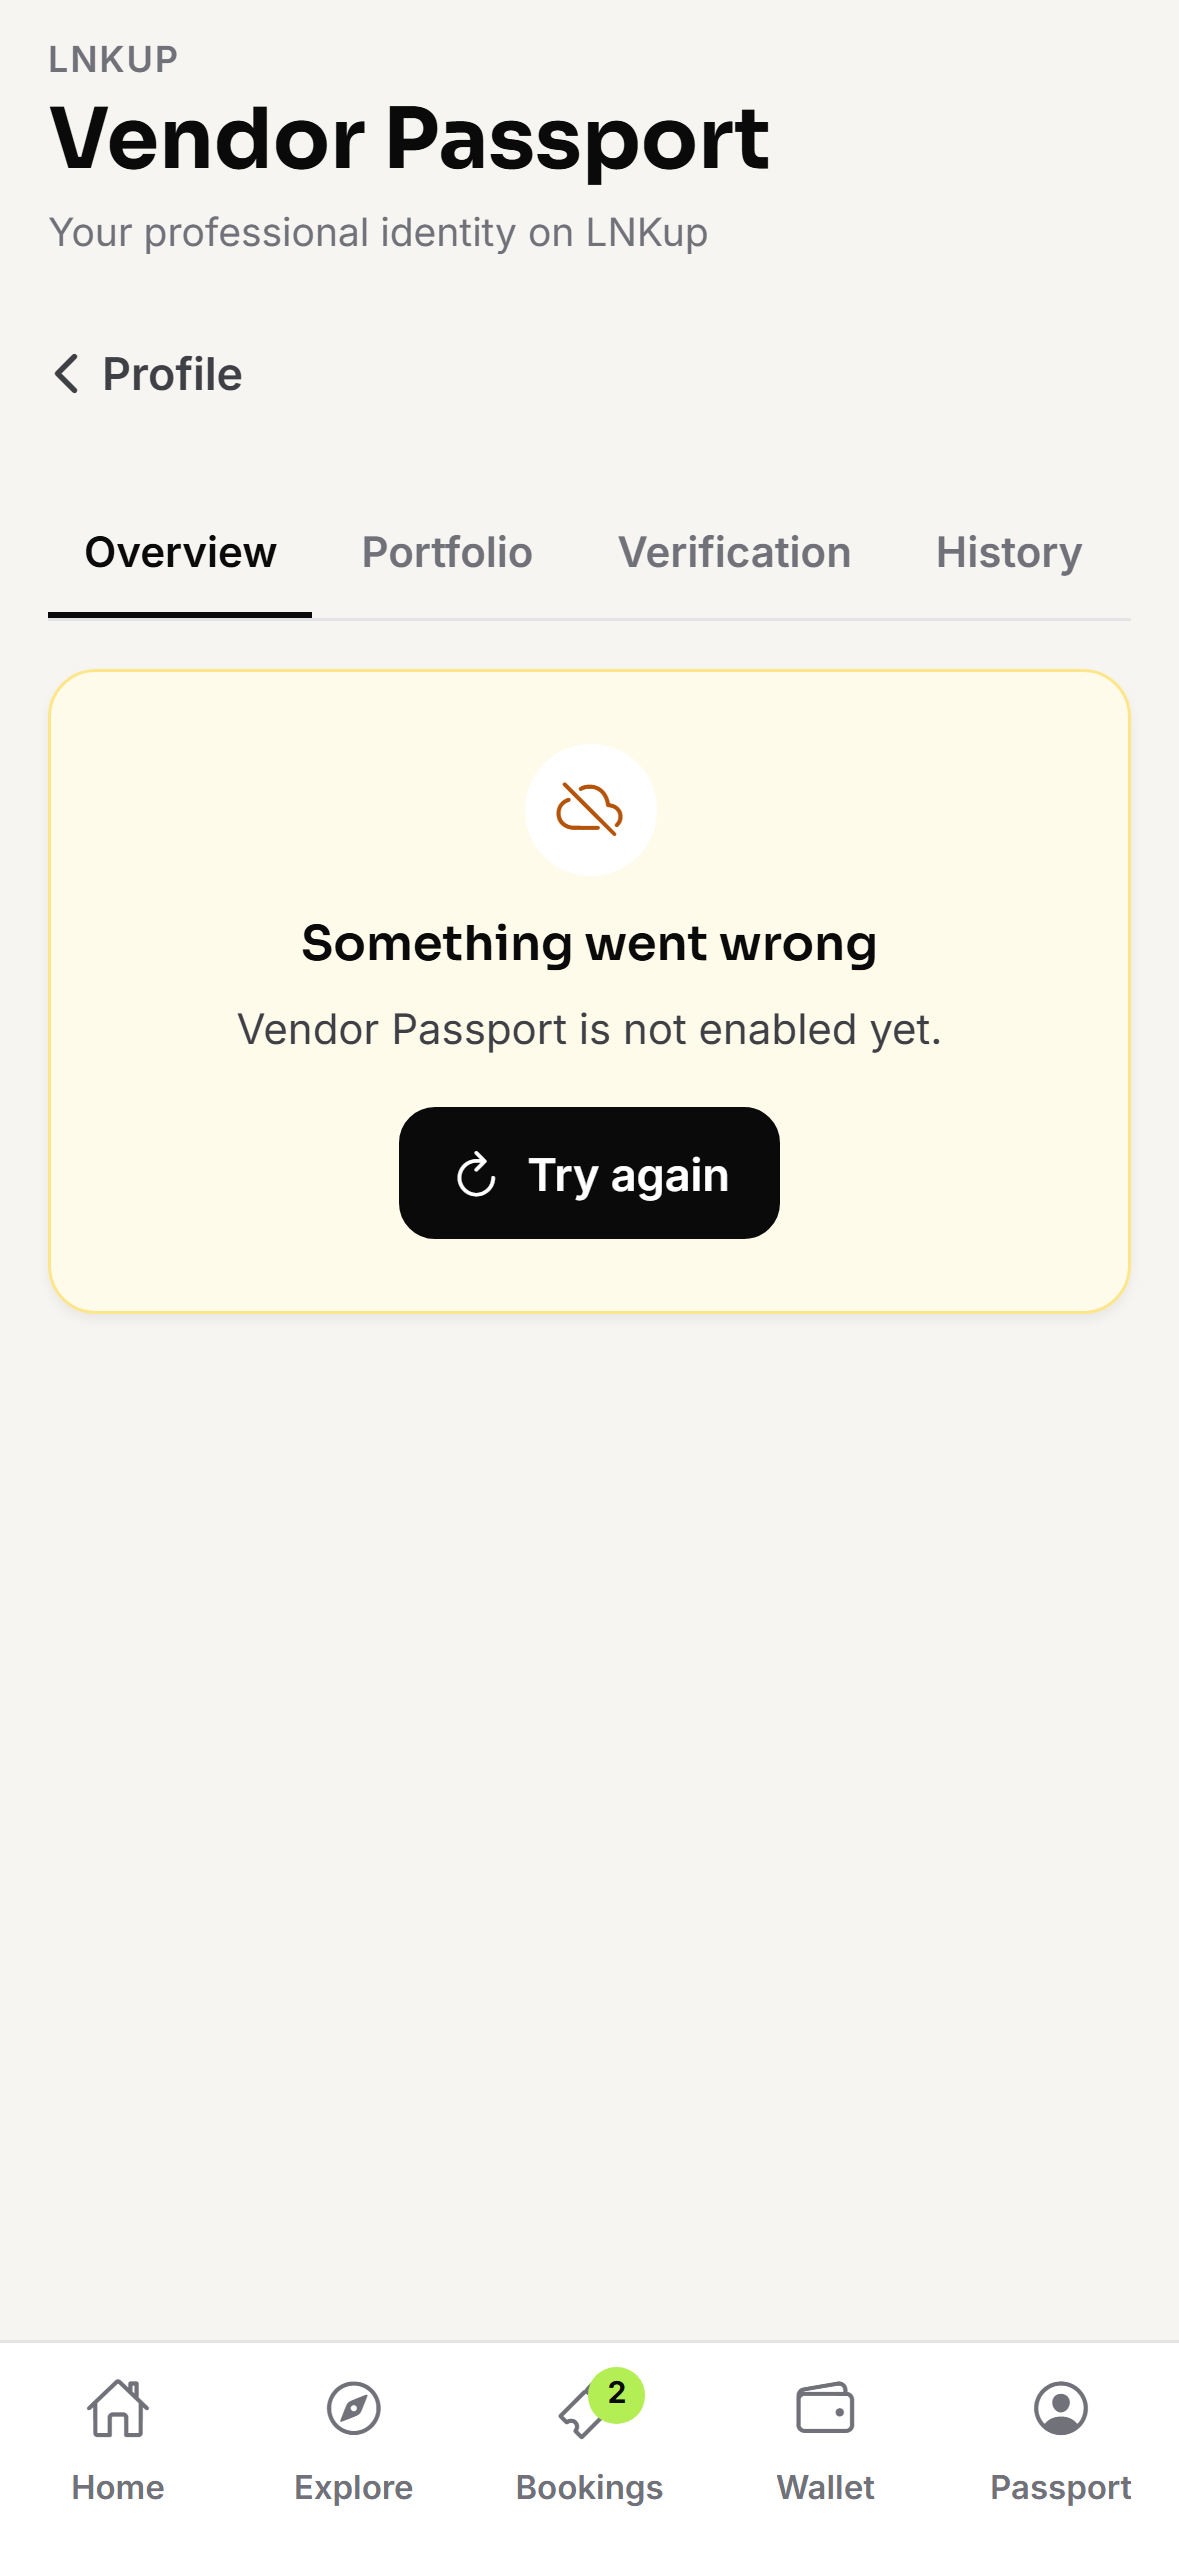 LNKUP
Vendor Passport
Your professional identity on LNKup
Profile
Overview Portfolio Verification History
Something went wrong
Vendor Passport is not enabled yet.
Try again
2
Home Explore Bookings Wallet Passport